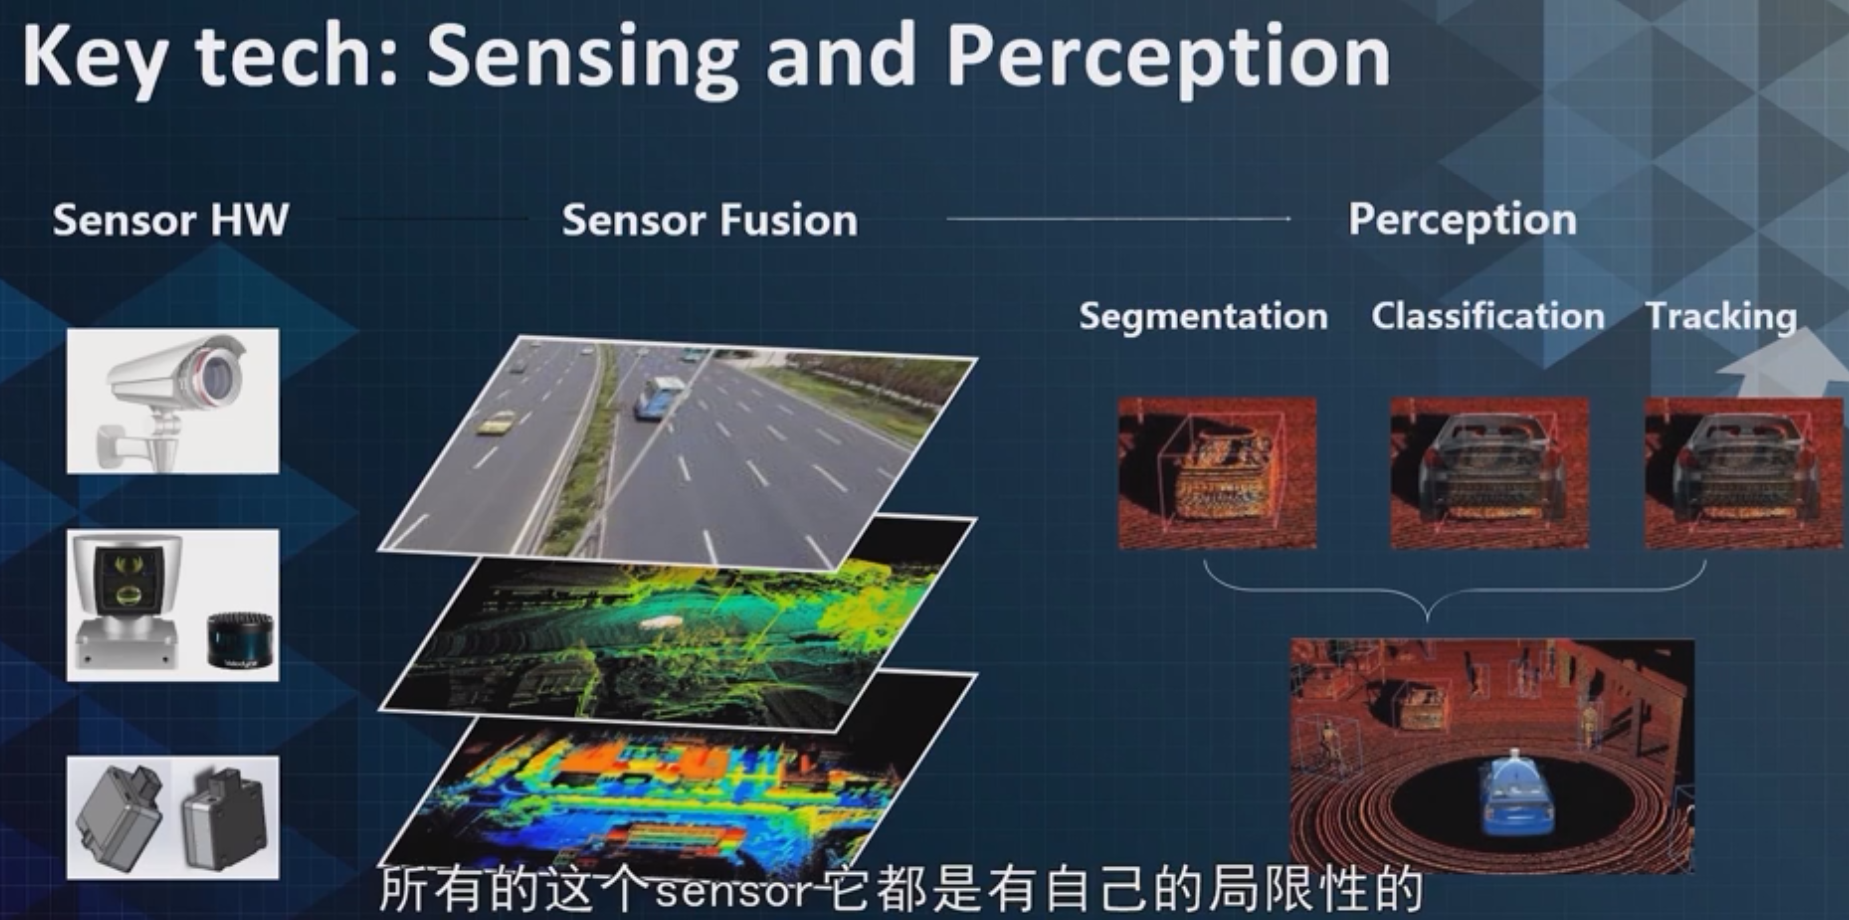 Key tech: Sensing and Perception
Sensor HW
Sensor Fusion
Perception
Segmentation
Classification
Tracking
Velodyne
所有的这个sensor它都是有自己的局限性的